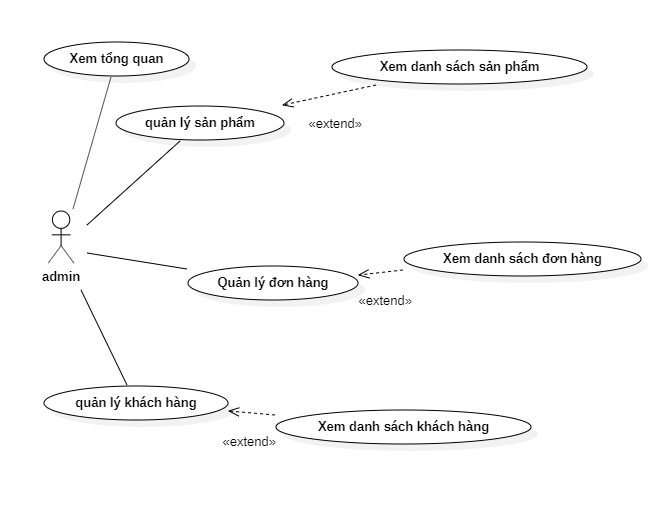 Xem tổng quan
Xem danh sách sản phẩm
quản lý sản phẩm
«extend»
admin
Xem danh sách đơn hàng
Quản lý đơn hàng
«extend»
quản lý khách hàng
Xem danh sách khách hàng
«extend»